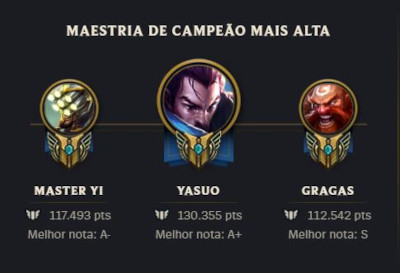 MAESTRIA DE CAMPEÃO MAIS ALTA
MASTER YI
117.493 pts
Melhor nota: A-
YASUO
130.355 pts
Melhor nota: A+
GRAGAS
112.542 pts
Melhor nota: S